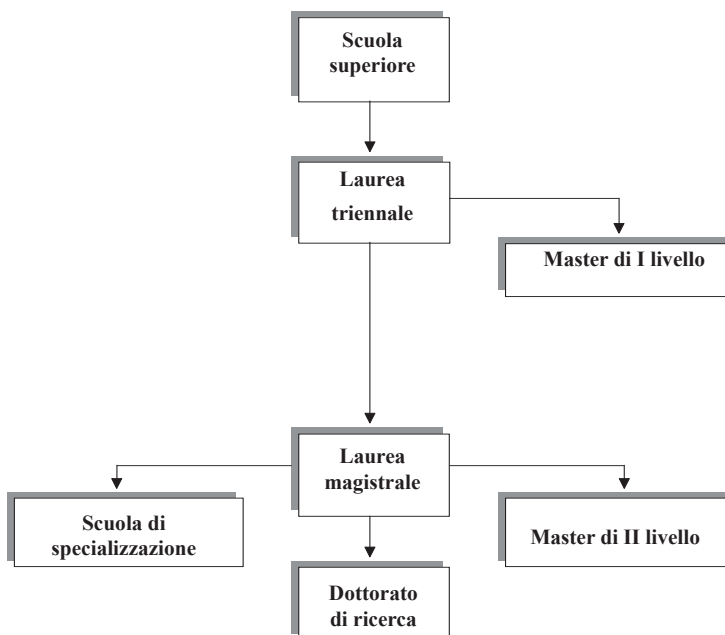 Scuola
superiore
Laurea
triennale
Master di I livello
Laurea
magistrale
Scuola di
specializzazione
Master di II livello
Dottorato
di ricerca